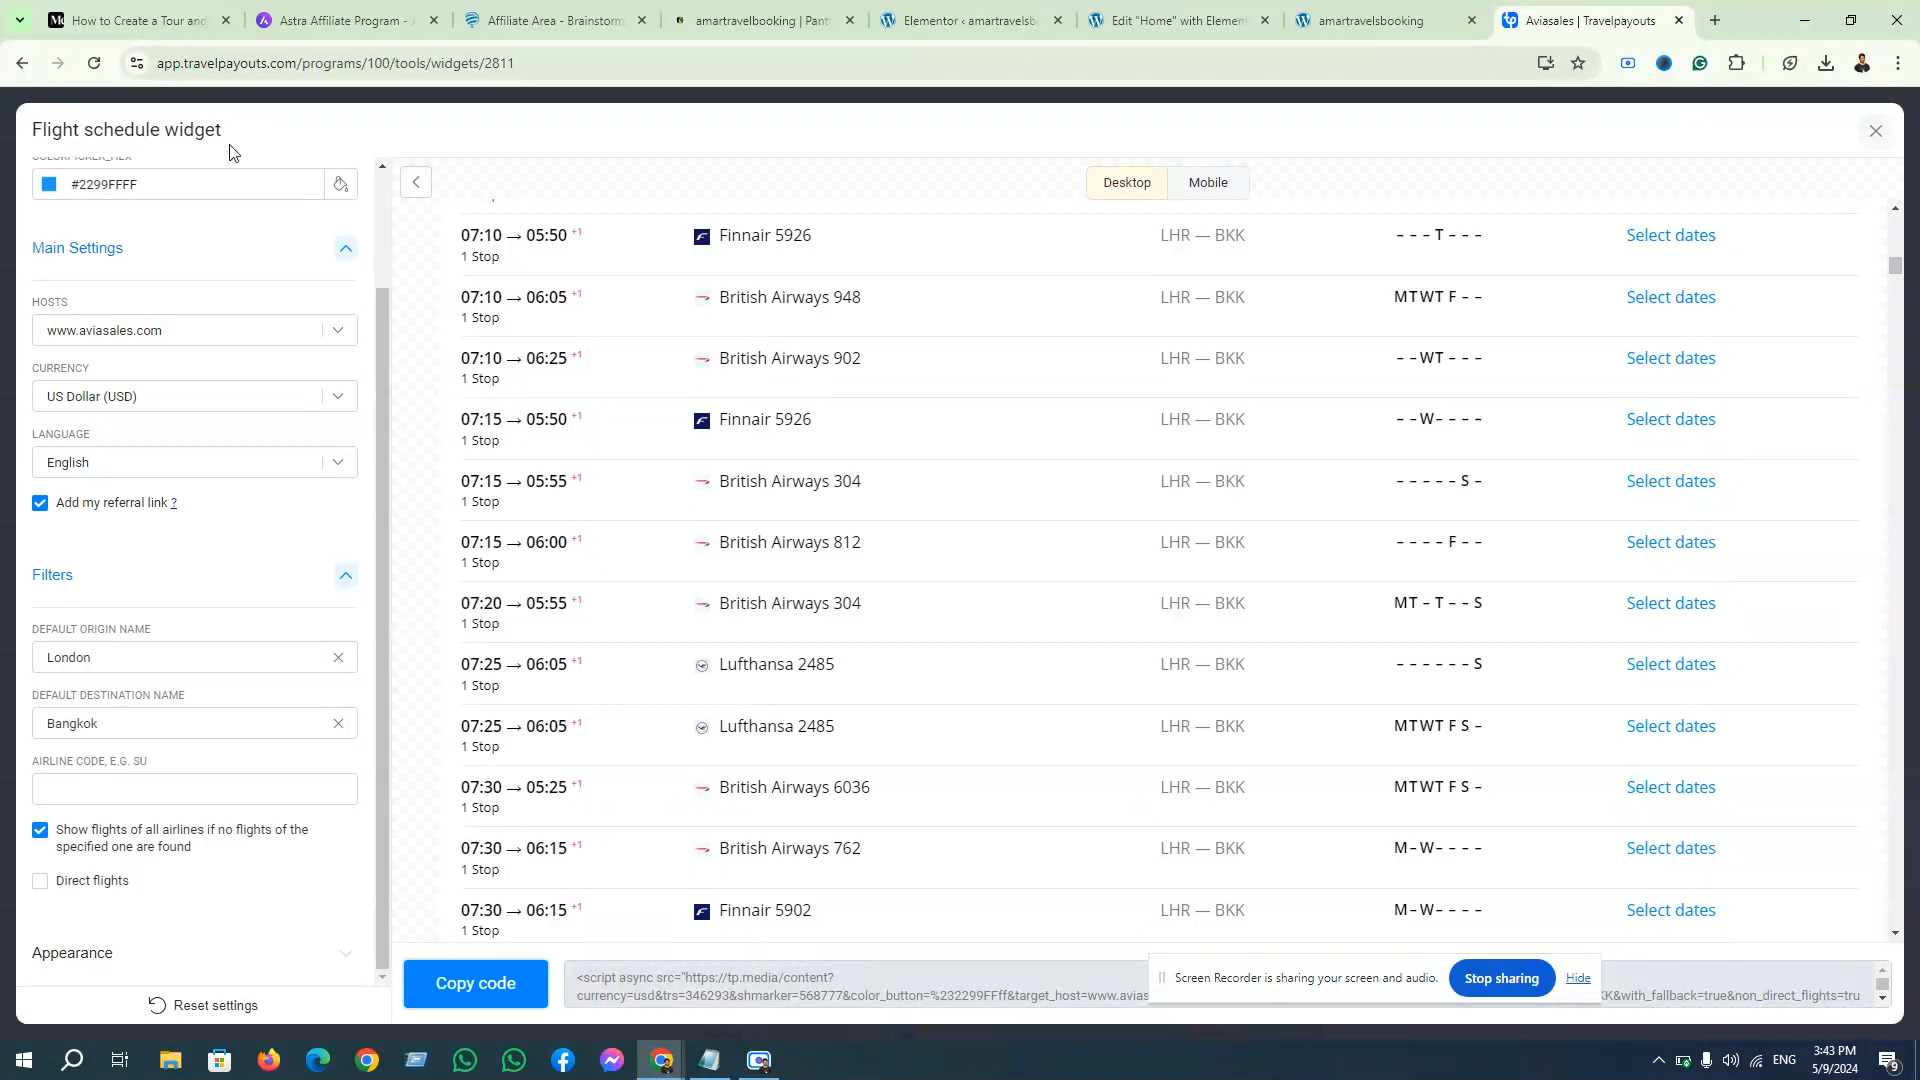 How to Create a Tour and
Astra Affiliate Program -
Affiliate Area - Brainstorm
amartravelbooking | Pant
Elementor ‹ amartravelsbo
Edit "Home" with Elemen
amartravelsbooking
Aviasales | Travelpayouts
app.travelpayouts.com/programs/100/tools/widgets/2811
Flight schedule widget
#2299FFFF
Desktop
Mobile
Main Settings
HOSTS
www.aviasales.com
CURRENCY
US Dollar (USD)
LANGUAGE
English
Add my referral link ?
Filters
DEFAULT ORIGIN NAME
London
DEFAULT DESTINATION NAME
Bangkok
AIRLINE CODE, E.G. SU
Show flights of all airlines if no flights of the
specified one are found
Direct flights
Appearance
Reset settings
07:10 → 05:50 +1 Finnair 5926 LHR — BKK - - - T - - - Select dates
1 Stop
07:10 → 06:05 +1 British Airways 948 LHR — BKK M T W T F - - Select dates
1 Stop
07:10 → 06:25 +1 British Airways 902 LHR — BKK - - W T - - - Select dates
1 Stop
07:15 → 05:50 +1 Finnair 5926 LHR — BKK - - W - - - - Select dates
1 Stop
07:15 → 05:55 +1 British Airways 304 LHR — BKK - - - - - S - Select dates
1 Stop
07:15 → 06:00 +1 British Airways 812 LHR — BKK - - - - F - - Select dates
1 Stop
07:20 → 05:55 +1 British Airways 304 LHR — BKK M T - T - - S Select dates
1 Stop
07:25 → 06:05 +1 Lufthansa 2485 LHR — BKK - - - - - - S Select dates
1 Stop
07:25 → 06:05 +1 Lufthansa 2485 LHR — BKK M T W T F S - Select dates
1 Stop
07:30 → 05:25 +1 British Airways 6036 LHR — BKK M T W T F S - Select dates
1 Stop
07:30 → 06:15 +1 British Airways 762 LHR — BKK M - W - - - - Select dates
1 Stop
07:30 → 06:15 +1 Finnair 5902 LHR — BKK M - W - - - - Select dates
1 Stop
Copy code
<script async src="https://tp.media/content?
currency=usd&trs=346293&shmarker=568777&color_button=%232299FFff&target_host=www.avias
KK&with_fallback=true&non_direct_flights=tru
Screen Recorder is sharing your screen and audio.
Stop sharing
Hide
ENG
3:43 PM
5/9/2024
9